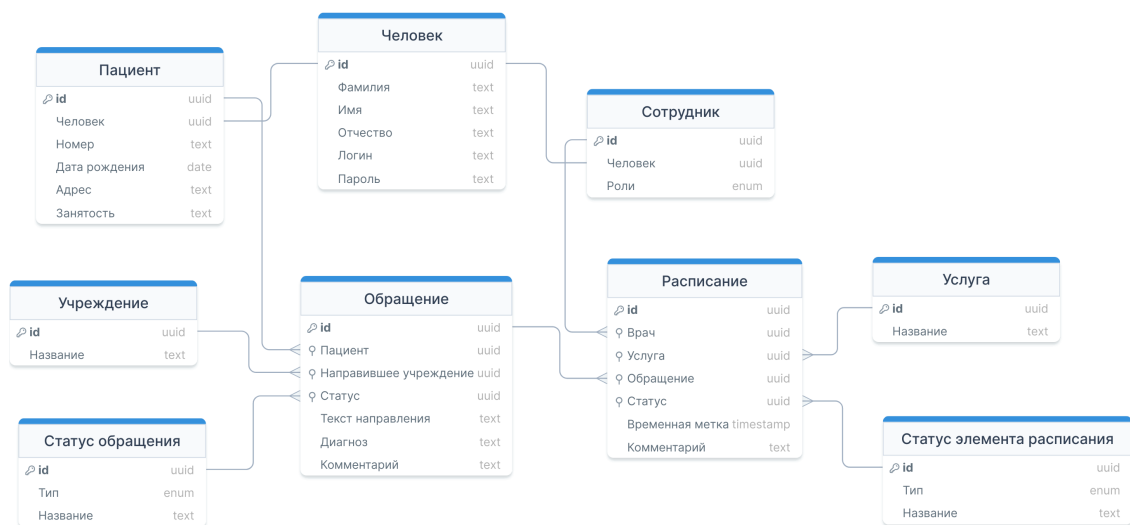 Пациент
id uuid
Человек uuid
Номер text
Дата рождения date
Адрес text
Занятость text
Человек
id uuid
Фамилия text
Имя text
Отчество text
Логин text
Пароль text
Сотрудник
id uuid
Человек uuid
Роли enum
Учреждение
id uuid
Название text
Обращение
id uuid
Пациент uuid
Направившее учреждение uuid
Статус uuid
Текст направления text
Диагноз text
Комментарий text
Расписание
id uuid
Врач uuid
Услуга uuid
Обращение uuid
Статус uuid
Временная метка timestamp
Комментарий text
Услуга
id uuid
Название text
Статус обращения
id uuid
Тип enum
Название text
Статус элемента расписания
id uuid
Тип enum
Название text